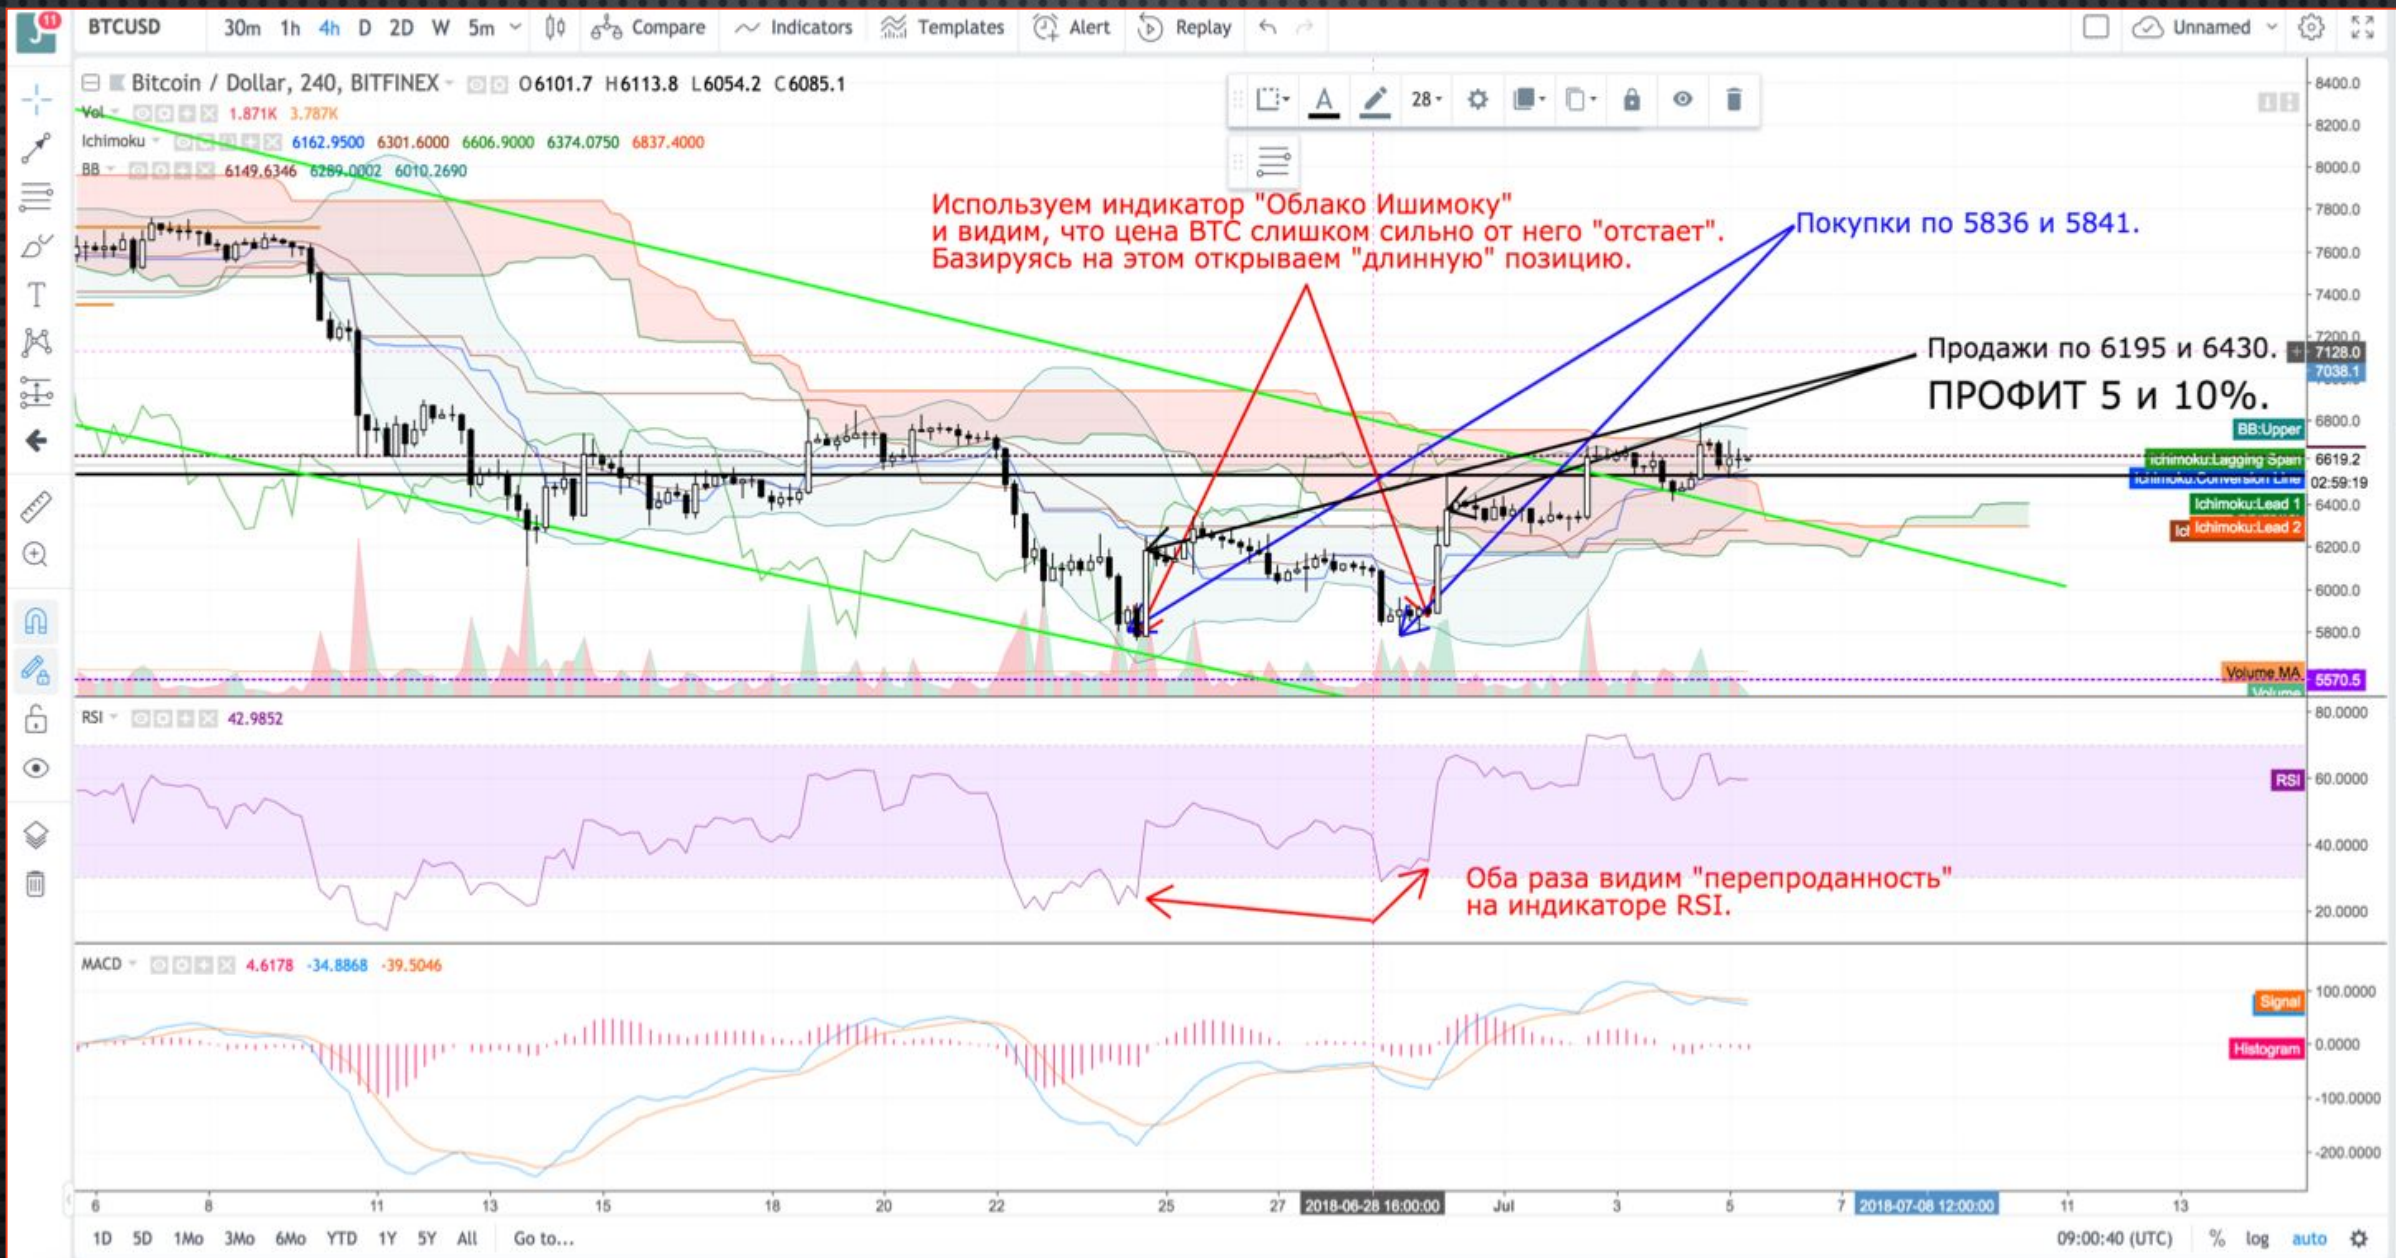 11
J
BTCUSD 30m 1h 4h D 2D W 5m Compare Indicators Templates Alert Replay Unnamed
Bitcoin / Dollar, 240, BITFINEX O6101.7 H6113.8 L6054.2 C6085.1
28
Vol 1.871K 3.787K
Ichimoku 6162.9500 6301.6000 6606.9000 6374.0750 6837.4000
BB 6149.6346 6289.0002 6010.2690
Используем индикатор "Облако Ишимоку"
и видим, что цена BTC слишком сильно от него "отстает".
Базируясь на этом открываем "длинную" позицию.
Покупки по 5836 и 5841.
Продажи по 6195 и 6430.
ПРОФИТ 5 и 10%.
8400.0
8200.0
8000.0
7800.0
7600.0
7400.0
7200.0
7128.0
7038.1
6800.0
BB:Upper
Ichimoku:Lagging Span 6619.2
Ichimoku:Conversion Line 02:59:19
Ichimoku:Lead 1 6400.0
Ichimoku:Lead 2
6200.0
6000.0
5800.0
Volume MA 5570.5
Volume
RSI 42.9852
80.0000
RSI 60.0000
40.0000
20.0000
Оба раза видим "перепроданность"
на индикаторе RSI.
MACD 4.6178 -34.8868 -39.5046
Signal 100.0000
Histogram 0.0000
-100.0000
-200.0000
6 8 11 13 15 18 20 22 25 27 2018-06-28 16:00:00 Jul 3 5 7 2018-07-08 12:00:00 11 13
1D 5D 1Mo 3Mo 6Mo YTD 1Y 5Y All Go to... 09:00:40 (UTC) % log auto